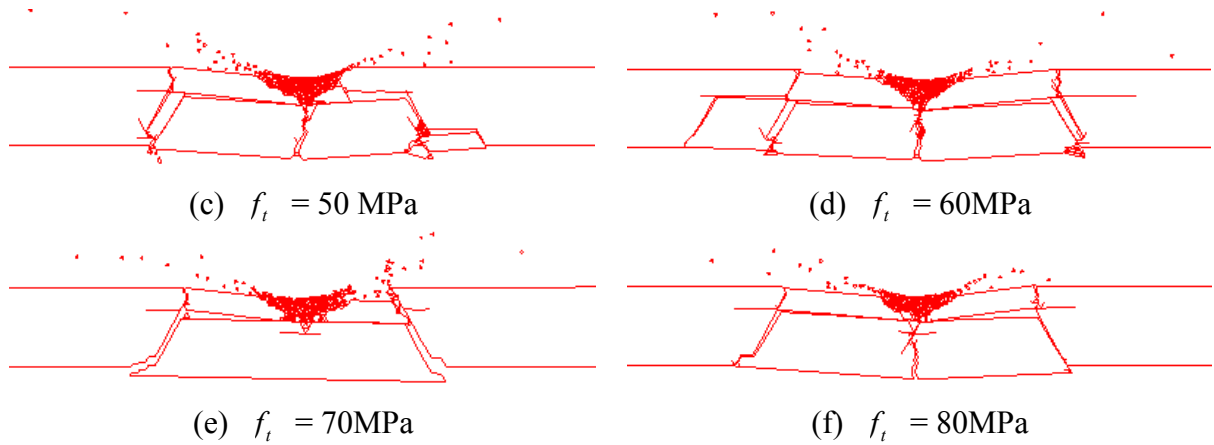 (c) f_t = 50 MPa
(d) f_t = 60MPa
(e) f_t = 70MPa
(f) f_t = 80MPa